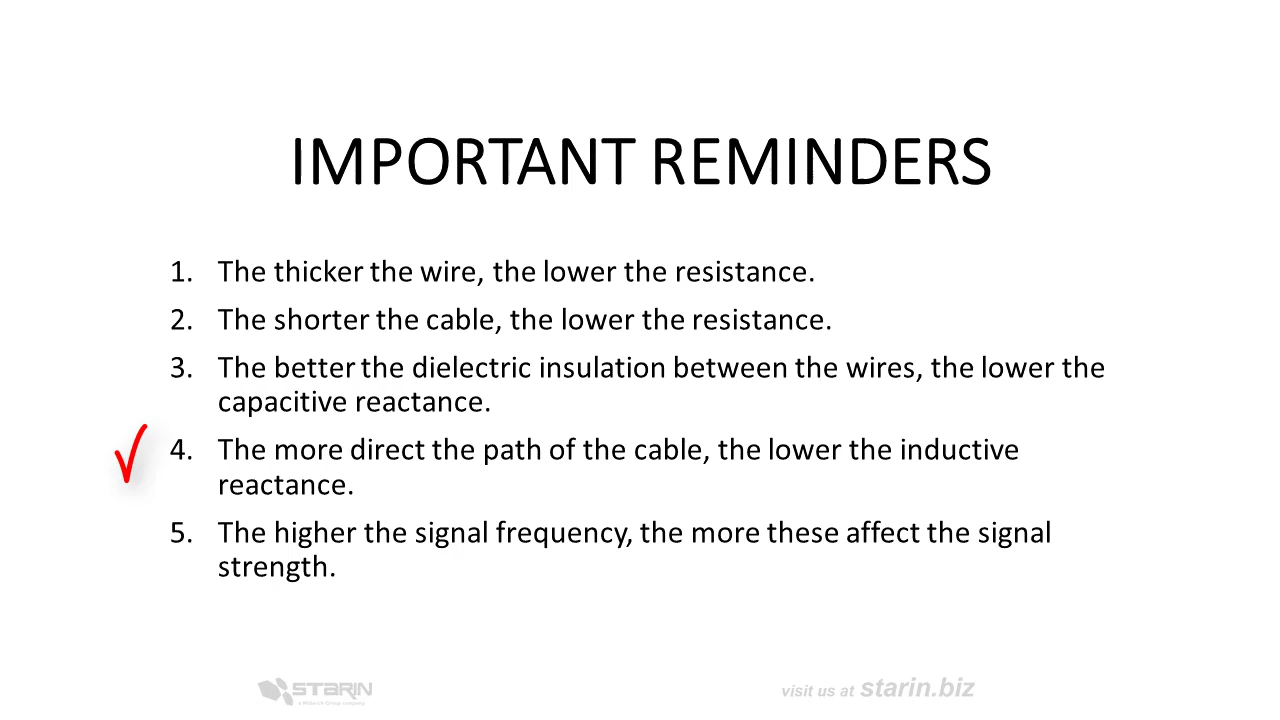 IMPORTANT REMINDERS
1. The thicker the wire, the lower the resistance.
2. The shorter the cable, the lower the resistance.
3. The better the dielectric insulation between the wires, the lower the
capacitive reactance.
4. The more direct the path of the cable, the lower the inductive
reactance.
5. The higher the signal frequency, the more these affect the signal
strength.
STARIN
a Midwich Group company
visit us at starin.biz